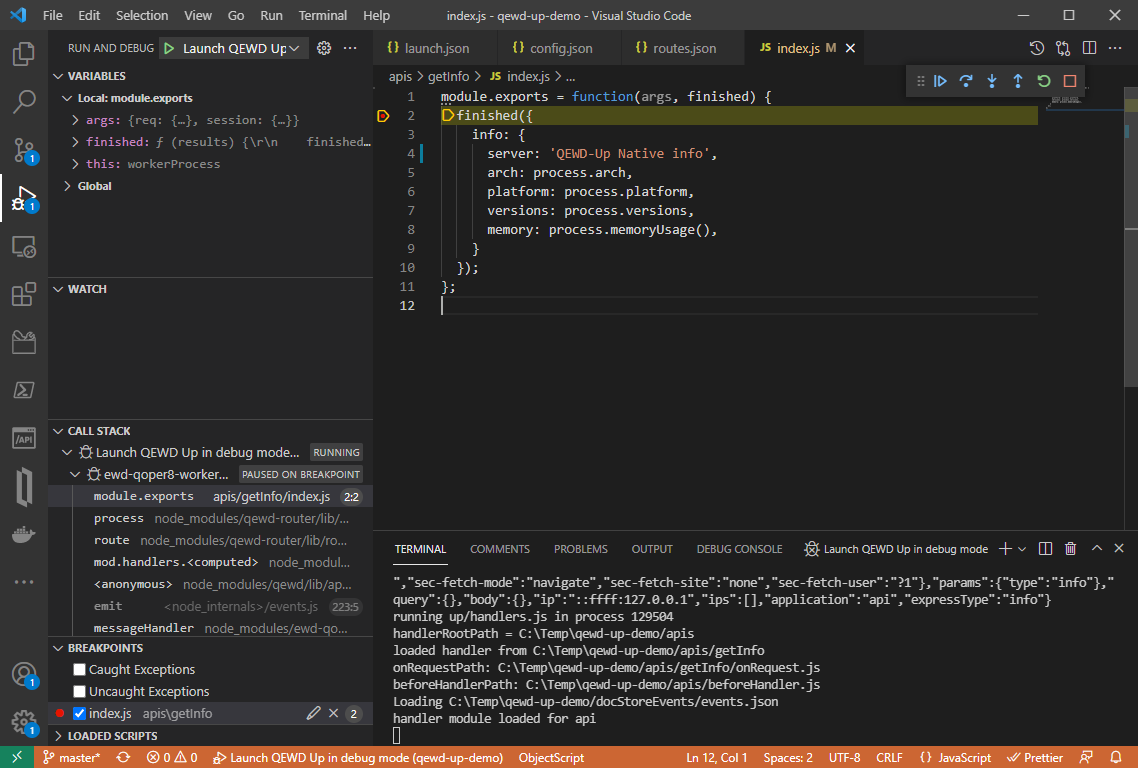 File Edit Selection View Go Run Terminal Help index.js - qewd-up-demo - Visual Studio Code
RUN AND DEBUG Launch QEWD Up
launch.json config.json routes.json JS index.js M
apis > getInfo > JS index.js > ...
VARIABLES
Local: module.exports
args: {req: {…}, session: {…}}
finished: ƒ (results) {\r\n finished…
this: workerProcess
Global
1 module.exports = function(args, finished) {
2 finished({
3 info: {
4 server: 'QEWD-Up Native info',
5 arch: process.arch,
6 platform: process.platform,
7 versions: process.versions,
8 memory: process.memoryUsage(),
9 }
10 });
11 };
12
WATCH
CALL STACK
Launch QEWD Up in debug mode... RUNNING
ewd-qoper8-worker... PAUSED ON BREAKPOINT
module.exports apis/getInfo/index.js 2:2
process node_modules/qewd-router/lib/...
route node_modules/qewd-router/lib/ro...
mod.handlers.<computed> node_modul...
<anonymous> node_modules/qewd/lib/ap...
emit <node_internals>/events.js 223:5
messageHandler node_modules/ewd-qo...
BREAKPOINTS
Caught Exceptions
Uncaught Exceptions
index.js apis\getInfo 2
LOADED SCRIPTS
1
1
1
1
/API
TERMINAL COMMENTS PROBLEMS OUTPUT DEBUG CONSOLE Launch QEWD Up in debug mode
","sec-fetch-mode":"navigate","sec-fetch-site":"none","sec-fetch-user":"?1"},"params":{"type":"info"},"
query":{},"body":{},"ip":"::ffff:127.0.0.1","ips":[],"application":"api","expressType":"info"}
running up/handlers.js in process 129504
handlerRootPath = C:\Temp\qewd-up-demo/apis
loaded handler from C:\Temp\qewd-up-demo/apis/getInfo
onRequestPath: C:\Temp\qewd-up-demo/apis/getInfo/onRequest.js
beforeHandlerPath: C:\Temp\qewd-up-demo/apis/beforeHandler.js
Loading C:\Temp\qewd-up-demo/docStoreEvents/events.json
handler module loaded for api
master* 0 0 Launch QEWD Up in debug mode (qewd-up-demo) ObjectScript Ln 12, Col 1 Spaces: 2 UTF-8 CRLF {} JavaScript Prettier